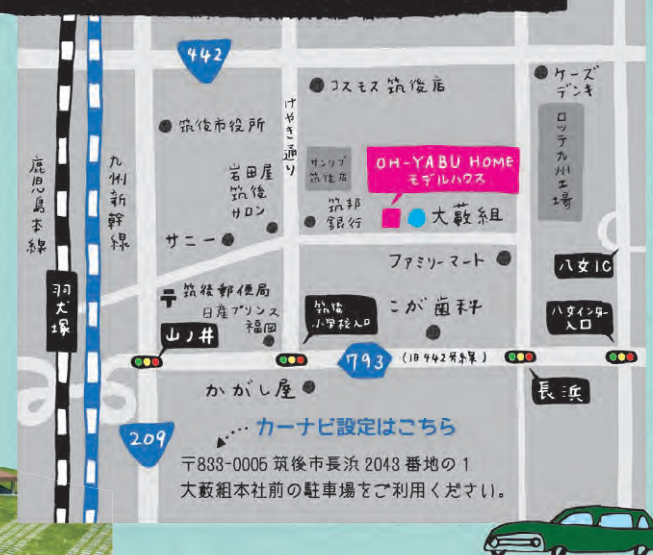 442
コスモス 筑後店
ケーズ
デンキ
筑後市役所
けやき通り
ロッテ九州工場
鹿児島本線
九州新幹線
岩田屋
筑後
サロン
サンリブ
筑後店
OH-YABU HOME
モデルハウス
筑邦
銀行
大藪組
サニー
ファミリーマート
八女IC
羽犬塚
〒筑後郵便局
日産プリンス
福岡
山ノ井
筑後
小学校入口
こが歯科
八女インター
入口
793
(旧442号線)
長浜
かがし屋
209
カーナビ設定はこちら
〒833-0005 筑後市長浜 2043 番地の 1
大藪組本社前の駐車場をご利用ください。